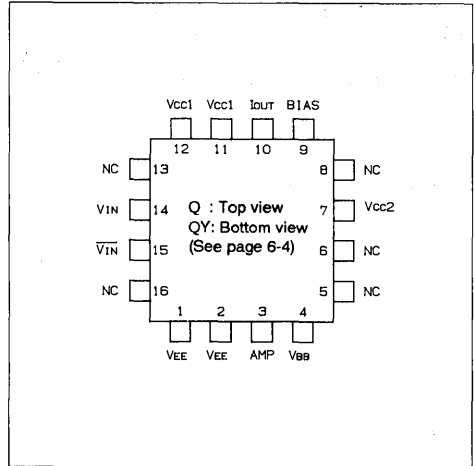 Vcc1 Vcc1 IOUT BIAS
12 11 10 9
NC 13 8 NC
VIN 14 Q : Top view 7 Vcc2
QY: Bottom view
V̅I̅N̅ 15 (See page 6-4) 6 NC
NC 16 5 NC
1 2 3 4
VEE VEE AMP VBB